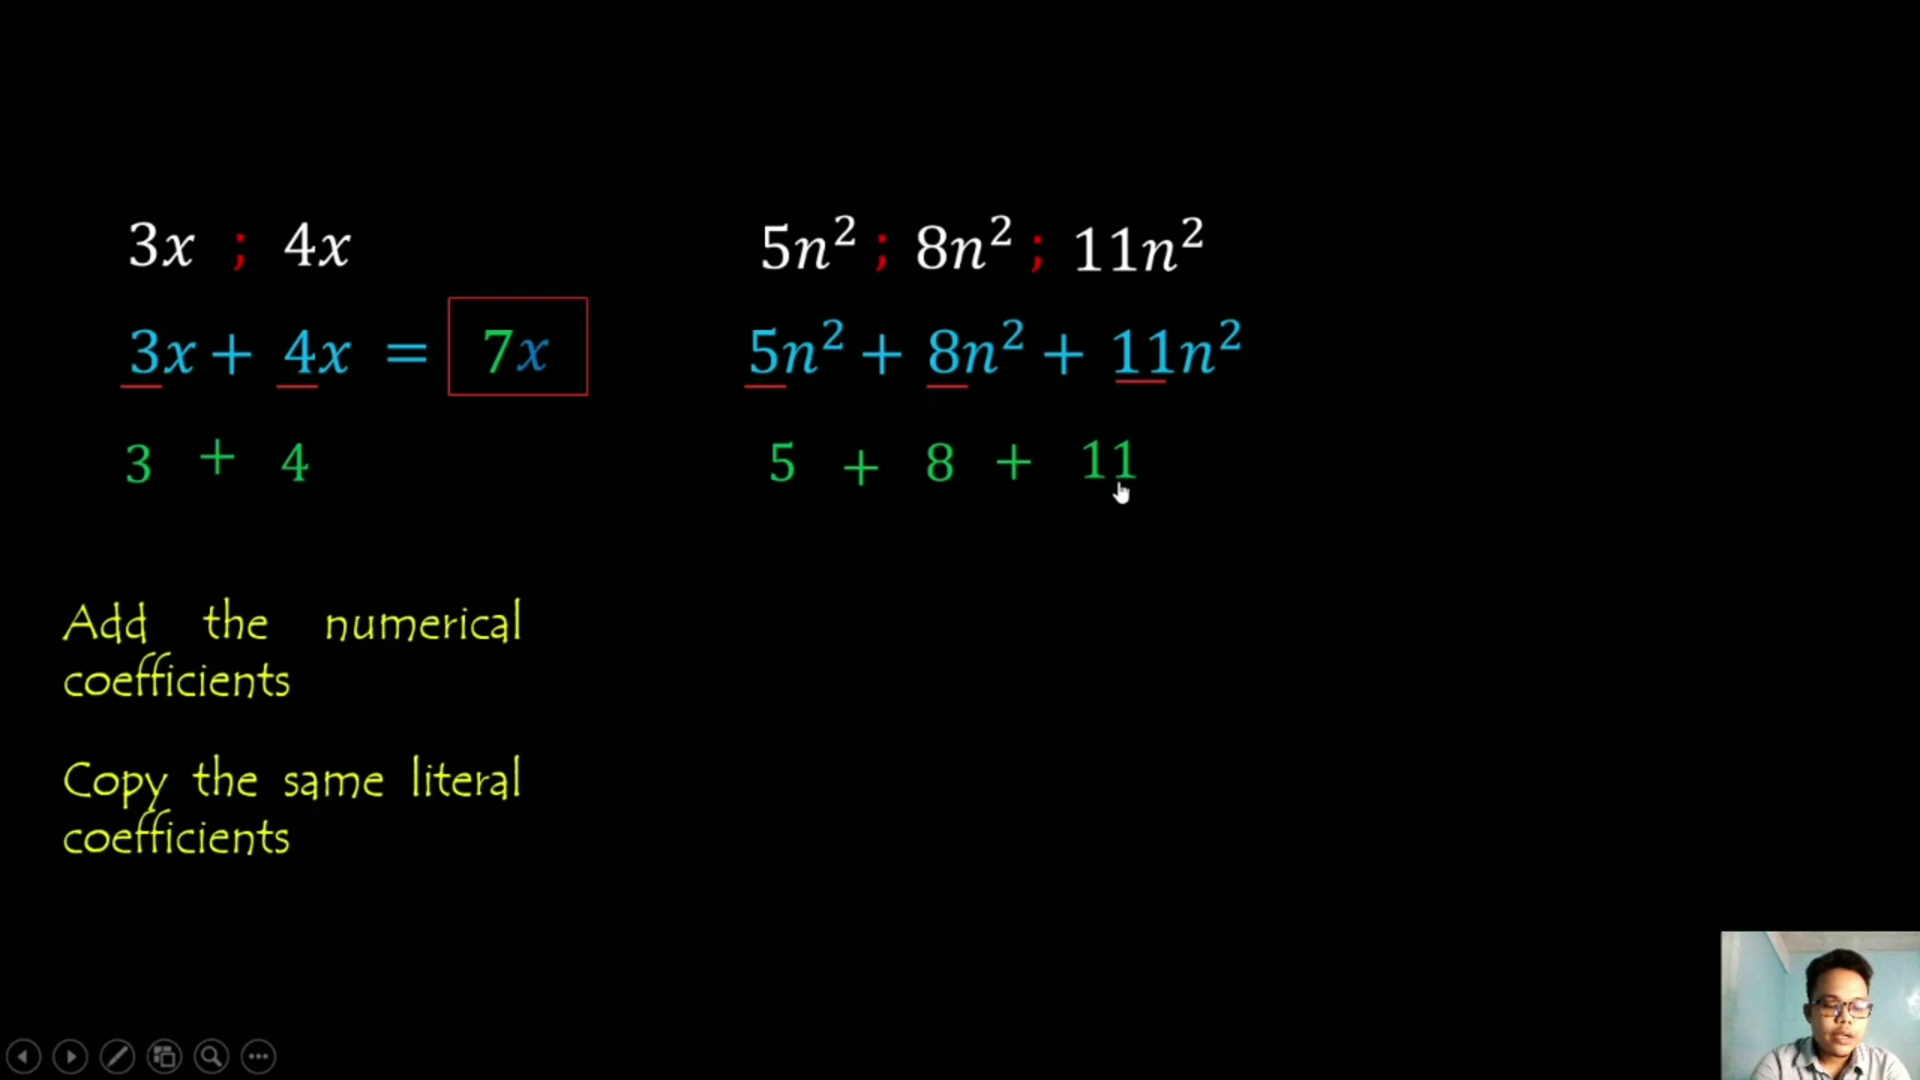 3x ; 4x
3x + 4x = 7x
3 + 4
5n² ; 8n² ; 11n²
5n² + 8n² + 11n²
5 + 8 + 11
Add the numerical
coefficients
Copy the same literal
coefficients